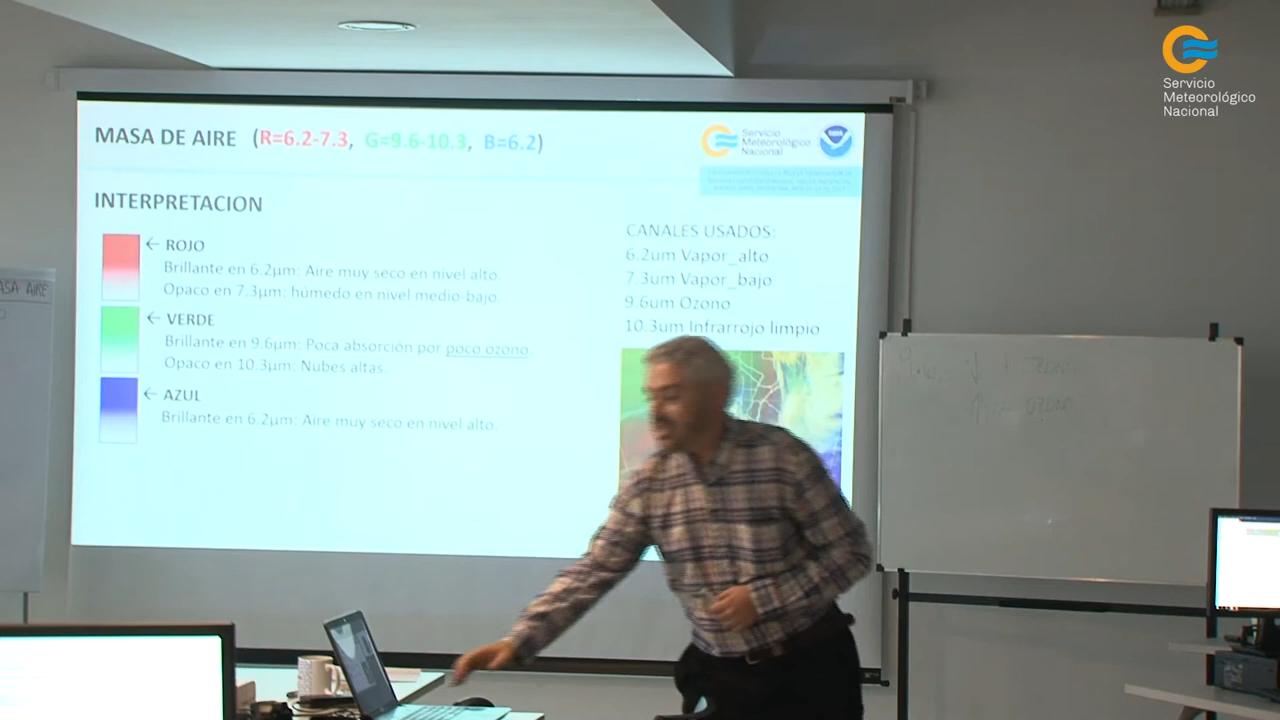 Servicio
Meteorológico
Nacional
MASA DE AIRE (R=6.2-7.3, G=9.6-10.3, B=6.2)
Servicio
Meteorológico
Nacional
INTERPRETACION
← ROJO
Brillante en 6.2µm: Aire muy seco en nivel alto.
Opaco en 7.3µm: húmedo en nivel medio-bajo.
← VERDE
Brillante en 9.6µm: Poca absorción por poco ozono.
Opaco en 10.3µm: Nubes altas.
← AZUL
Brillante en 6.2µm: Aire muy seco en nivel alto.
CANALES USADOS:
6.2um Vapor_alto
7.3um Vapor_bajo
9.6um Ozono
10.3um Infrarrojo limpio
ASA AIRE
9.6 ↓
↑ OZONO